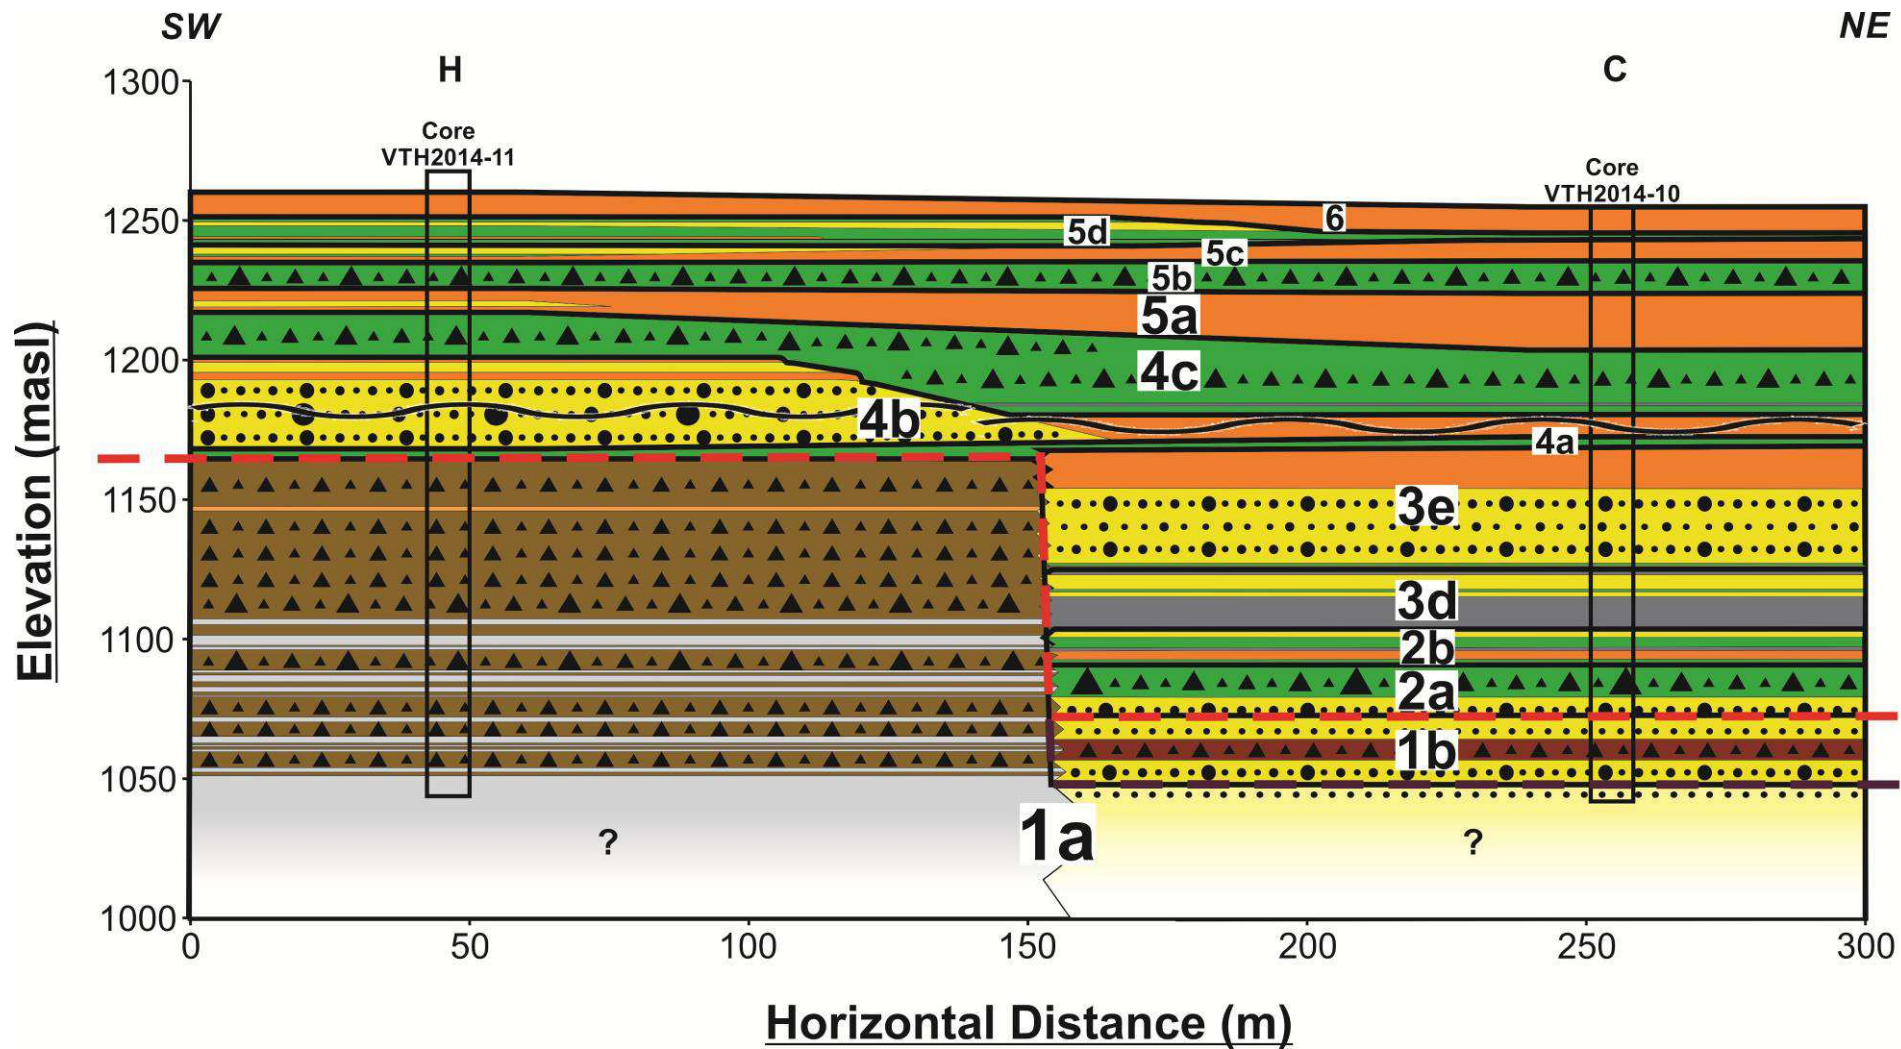 SW
NE
H
C
Core
VTH2014-11
Core
VTH2014-10
1300
1250
1200
1150
1100
1050
1000
Elevation (masl)
6
5d
5c
5b
5a
4c
4b
4a
3e
3d
2b
2a
1b
1a
?
?
0
50
100
150
200
250
300
Horizontal Distance (m)